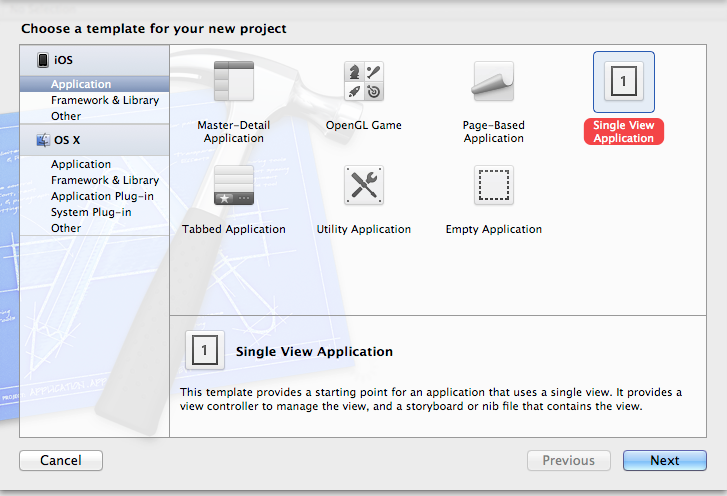 Choose a template for your new project
iOS
Application
Framework & Library
Other
OS X
Application
Framework & Library
Application Plug-in
System Plug-in
Other
Master-Detail
Application
OpenGL Game
Page-Based
Application
1
Single View
Application
Tabbed Application
Utility Application
Empty Application
1
Single View Application
This template provides a starting point for an application that uses a single view. It provides a
view controller to manage the view, and a storyboard or nib file that contains the view.
PROJECT APPLICATION APP
Cancel
Previous
Next